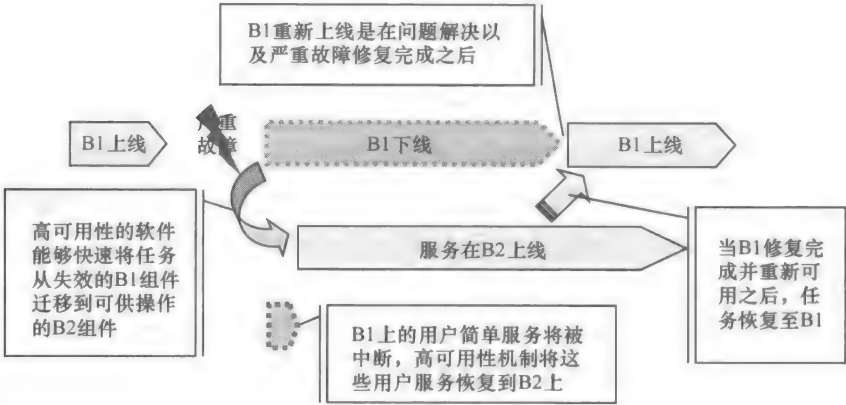 B1重新上线是在问题解决以
及严重故障修复完成之后
B1上线
严重
故障
B1下线
B1上线
高可用性的软件
能够快速将任务
从失效的B1组件
迁移到可供操作
的B2组件
服务在B2上线
当B1修复完
成并重新可
用之后，任
务恢复至B1
B1上的用户简单服务将被
中断，高可用性机制将这
些用户服务恢复到B2上